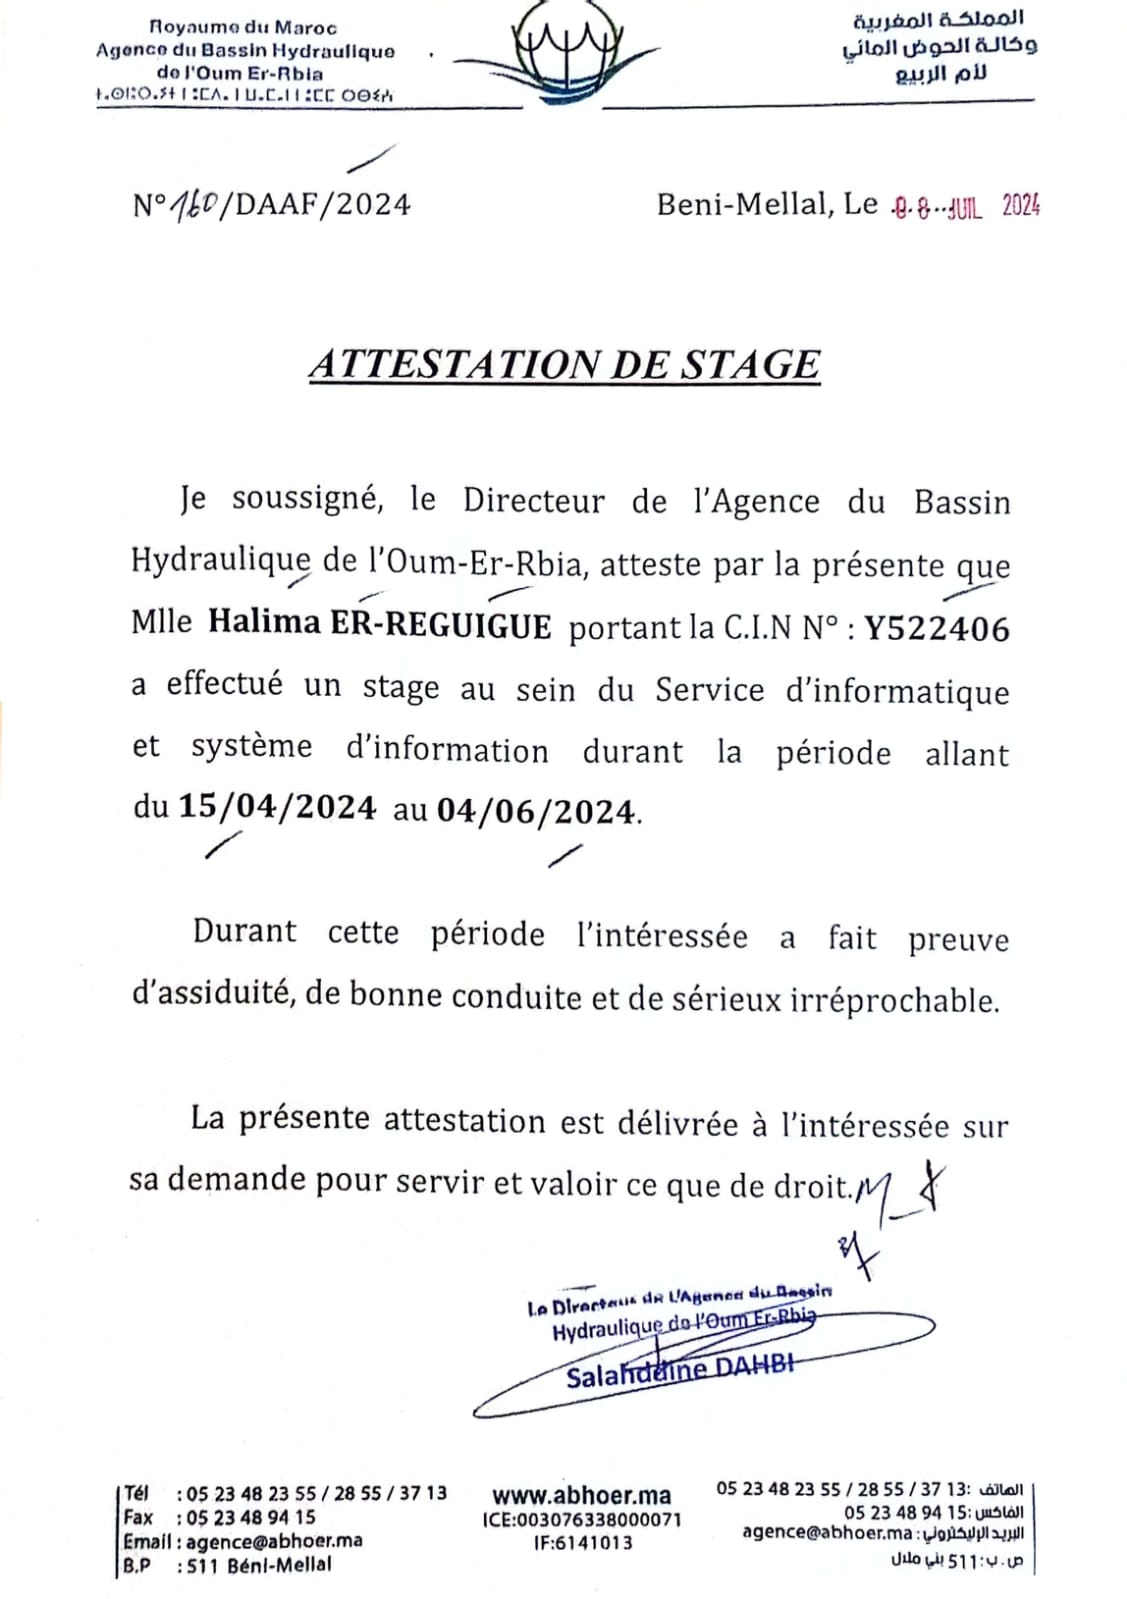 Royaume du Maroc
Agence du Bassin Hydraulique
de l'Oum Er-Rbia
المملكة المغربية
وكالة الحوض المائي
لأم الربيع
N° 160/DAAF/2024
Beni-Mellal, Le 08 JUIL 2024
ATTESTATION DE STAGE
Je soussigné, le Directeur de l'Agence du Bassin
Hydraulique de l'Oum-Er-Rbia, atteste par la présente que
Mlle Halima ER-REGUIGUE portant la C.I.N N° : Y522406
a effectué un stage au sein du Service d'informatique
et système d'information durant la période allant
du 15/04/2024 au 04/06/2024.
Durant cette période l'intéressée a fait preuve
d'assiduité, de bonne conduite et de sérieux irréprochable.
La présente attestation est délivrée à l'intéressée sur
sa demande pour servir et valoir ce que de droit.
Le Directeur de L'Agence du Bassin
Hydraulique de l'Oum Er-Rbia
Salahddine DAHBI
Tél : 05 23 48 23 55 / 28 55 / 37 13
Fax : 05 23 48 94 15
Email : agence@abhoer.ma
B.P : 511 Béni-Mellal
www.abhoer.ma
ICE:003076338000071
IF:6141013
الهاتف :05 23 48 23 55 / 28 55 / 37 13
الفاكس :05 23 48 94 15
البريد الإليكتروني : agence@abhoer.ma
ص.ب:511 بني ملال